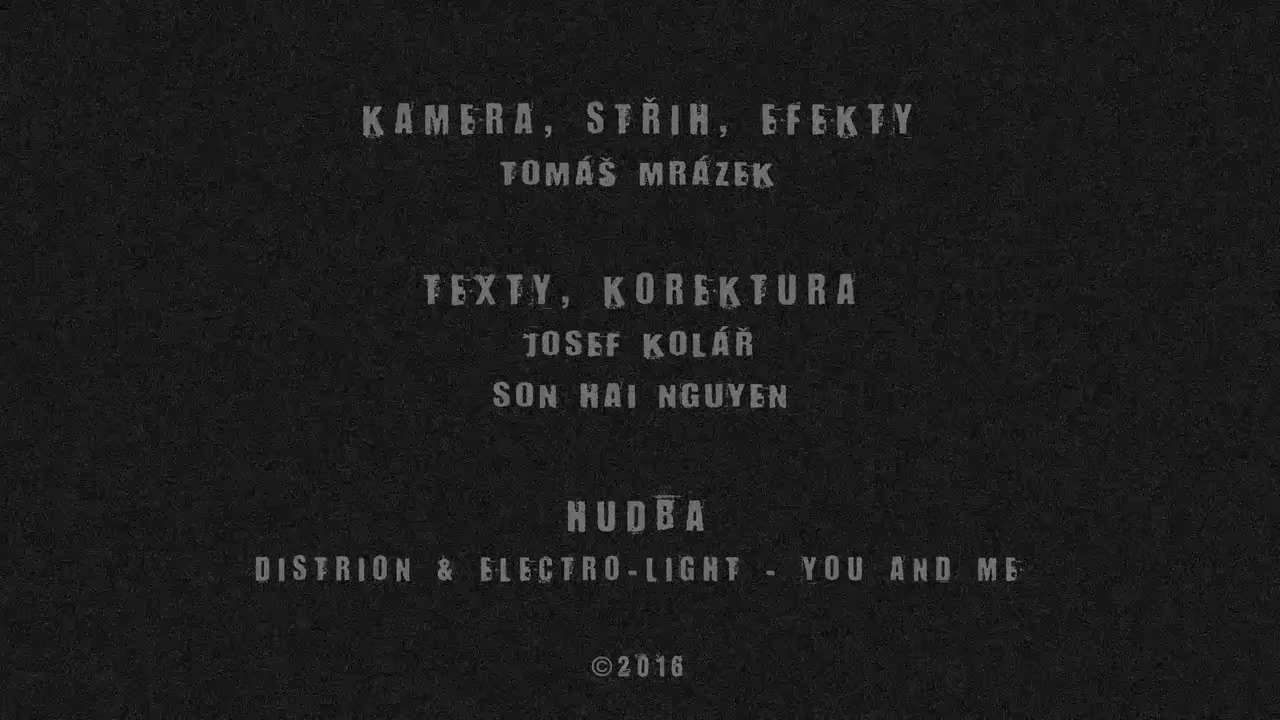 KAMERA, STŘIH, EFEKTY
TOMÁŠ MRÁZEK
TEXTY, KOREKTURA
JOSEF KOLÁŘ
SON HAI NGUYEN
HUDBA
DISTRION & ELECTRO-LIGHT - YOU AND ME
©2016